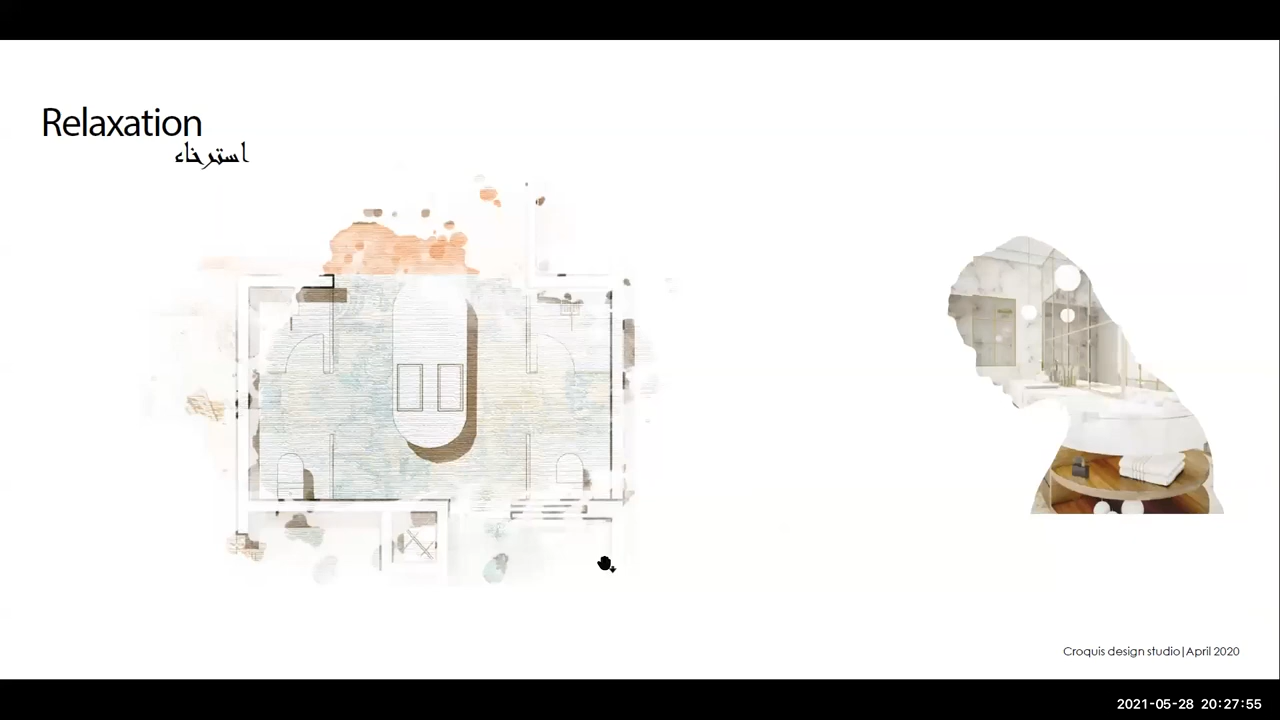 Relaxation
استرخاء
Croquis design studio|April 2020
2021-05-28 20:27:55